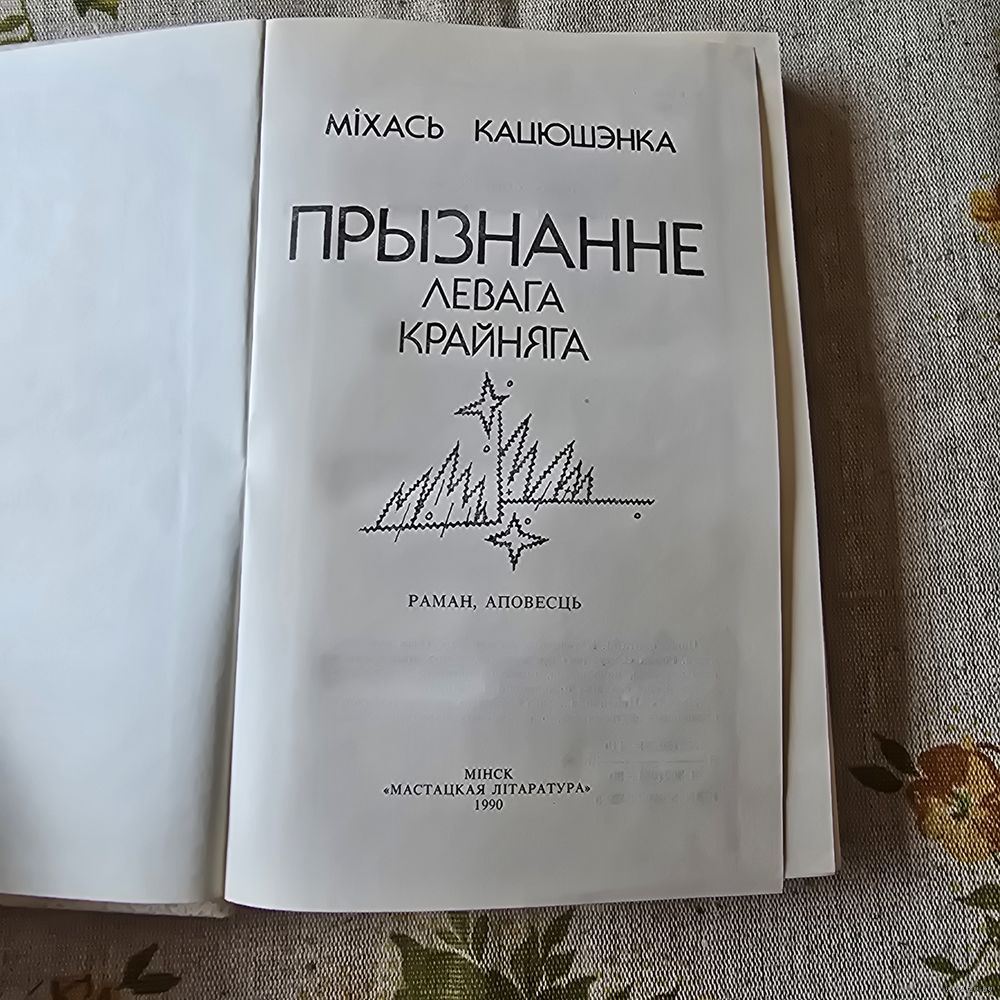 Міхась Кацюшэнка
ПРЫЗНАННЕ
ЛЕВАГА
КРАЙНЯГА
РАМАН, АПОВЕСЦЬ
МІНСК
«МАСТАЦКАЯ ЛІТАРАТУРА»
1990